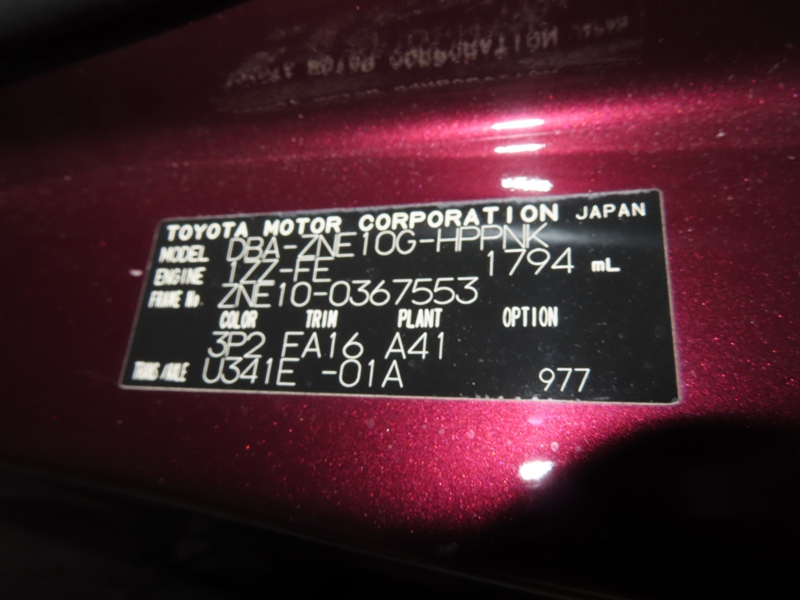 TOYOTA MOTOR CORPORATION JAPAN
MODEL DBA-ZNE10G-HPPNK
ENGINE 1ZZ-FE 1794 mL
FRAME No. ZNE10-0367553
COLOR TRIM PLANT OPTION
3P2 FA16 A41
TRANS/AXLE U341E -01A 977